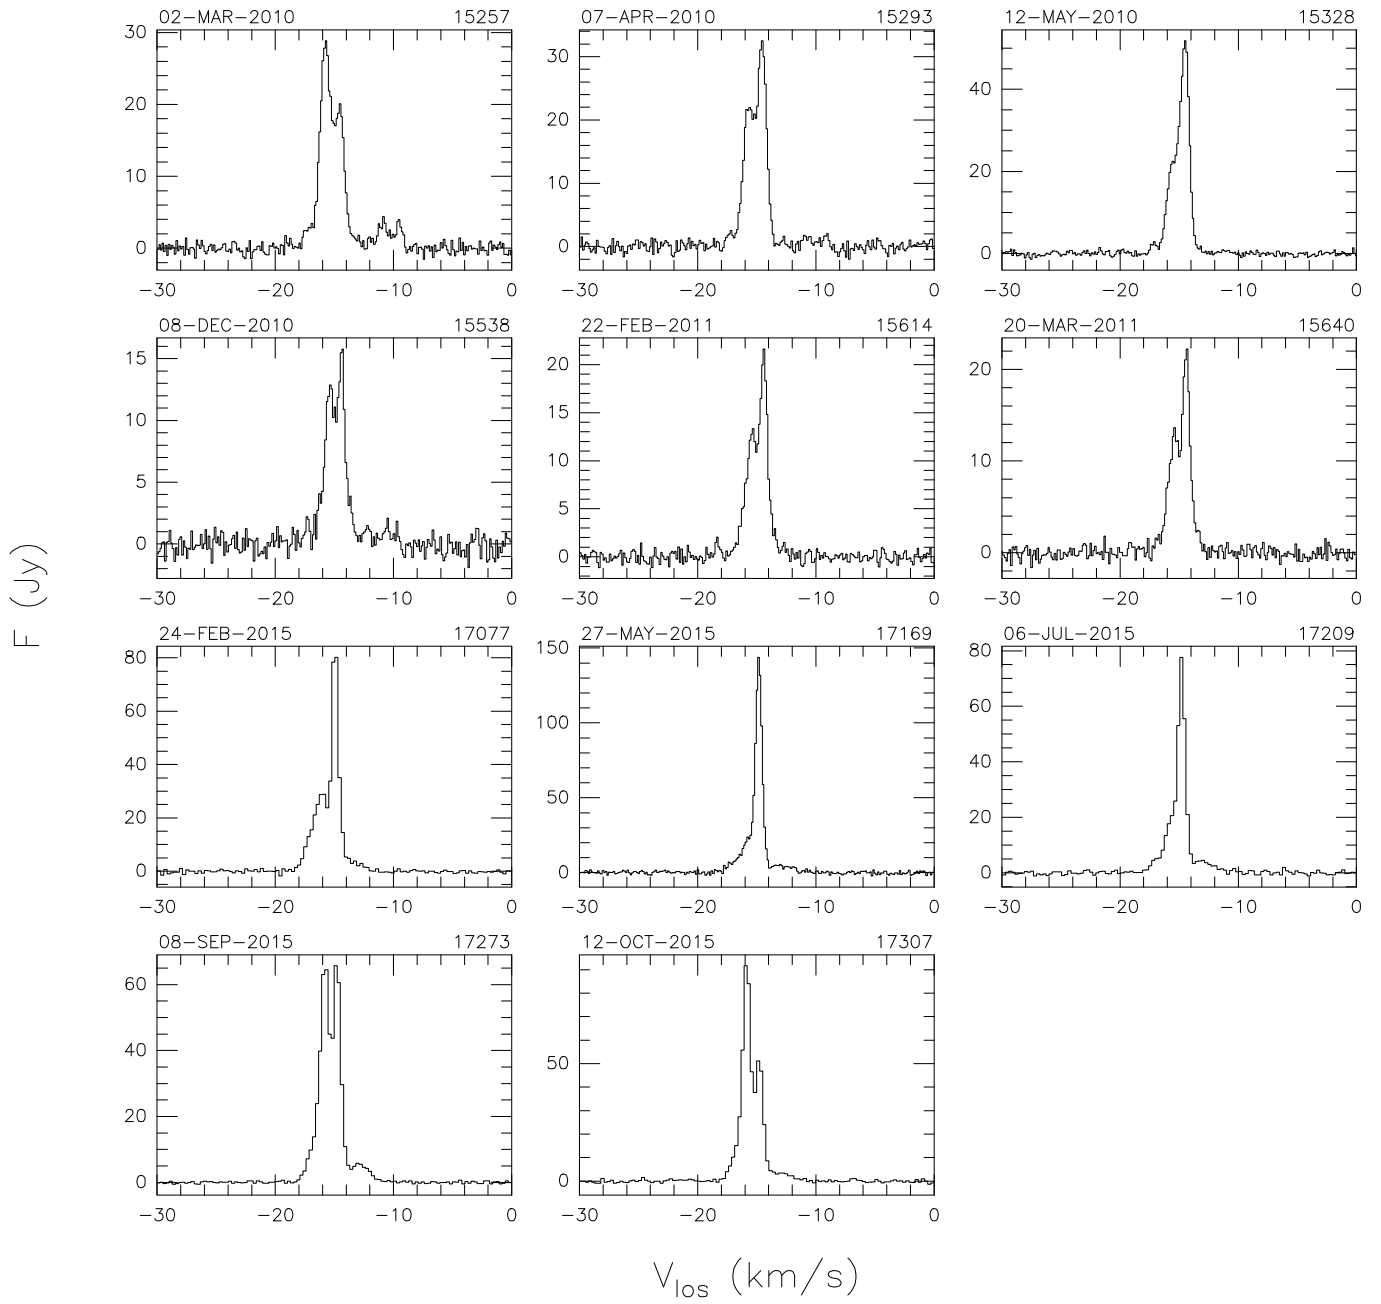 02-MAR-2010 15257 07-APR-2010 15293 12-MAY-2010 15328
30 20 10 0
30 20 10 0
40 20 0
-30 -20 -10 0 -30 -20 -10 0 -30 -20 -10 0
08-DEC-2010 15538 22-FEB-2011 15614 20-MAR-2011 15640
15 10 5 0
20 15 10 5 0
20 10 0
-30 -20 -10 0 -30 -20 -10 0 -30 -20 -10 0
F (Jy)
24-FEB-2015 17077 27-MAY-2015 17169 06-JUL-2015 17209
80 60 40 20 0
150 100 50 0
80 60 40 20 0
-30 -20 -10 0 -30 -20 -10 0 -30 -20 -10 0
08-SEP-2015 17273 12-OCT-2015 17307
60 40 20 0
50 0
-30 -20 -10 0 -30 -20 -10 0
V_los (km/s)